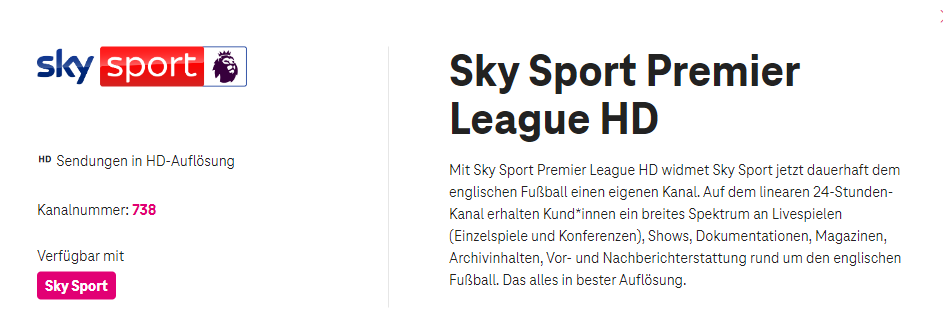 sky sport
HD Sendungen in HD-Auflösung
Kanalnummer: 738
Verfügbar mit
Sky Sport
Sky Sport Premier
League HD
Mit Sky Sport Premier League HD widmet Sky Sport jetzt dauerhaft dem
englischen Fußball einen eigenen Kanal. Auf dem linearen 24-Stunden-
Kanal erhalten Kund*innen ein breites Spektrum an Livespielen
(Einzelspiele und Konferenzen), Shows, Dokumentationen, Magazinen,
Archivinhalten, Vor- und Nachberichterstattung rund um den englischen
Fußball. Das alles in bester Auflösung.